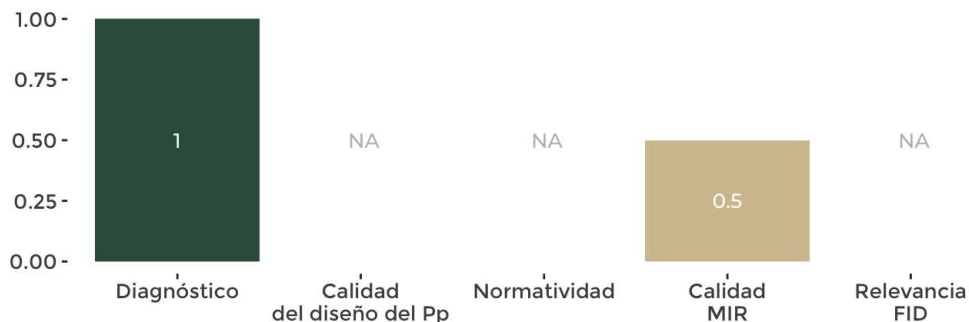 1.00
0.75
0.50
0.25
0.00
1
NA
NA
0.5
NA
Diagnóstico
Calidad
del diseño del Pp
Normatividad
Calidad
MIR
Relevancia
FID